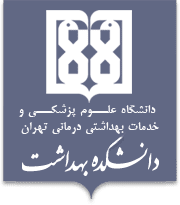 دانشگاه علوم پزشکی و
خدمات بهداشتی درمانی تهران
دانشکده بهداشت